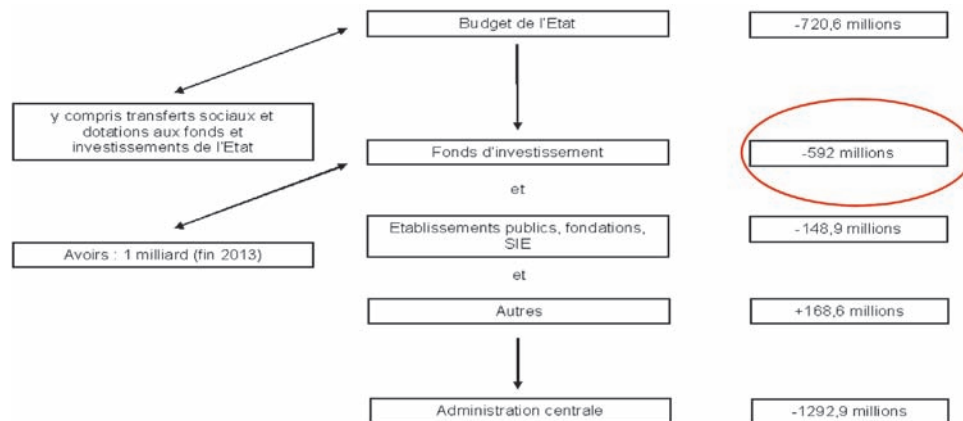 Budget de l'Etat
-720,6 millions
y compris transferts sociaux et
dotations aux fonds et
investissements de l'Etat
Fonds d'investissement
-592 millions
et
Etablissements publics, fondations,
SIE
-148,9 millions
Avoirs : 1 milliard (fin 2013)
et
Autres
+168,6 millions
Administration centrale
-1292,9 millions